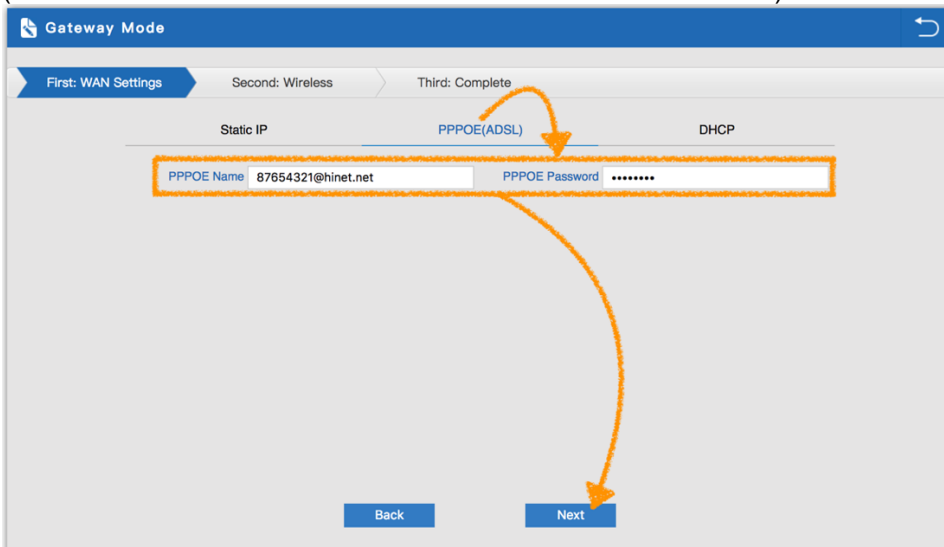 Gateway Mode
First: WAN Settings Second: Wireless Third: Complete
Static IP PPPOE(ADSL) DHCP
PPPOE Name 87654321@hinet.net PPPOE Password ••••••••
Back Next